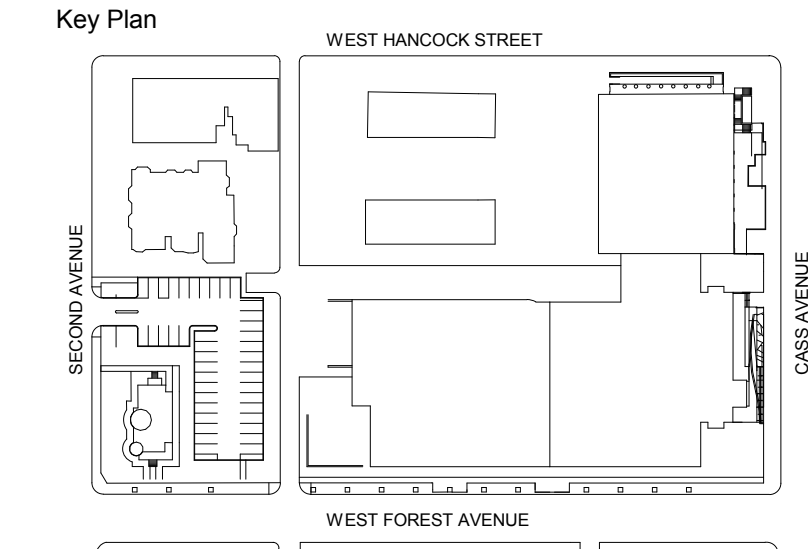 Key Plan
WEST HANCOCK STREET
SECOND AVENUE
CASS AVENUE
WEST FOREST AVENUE